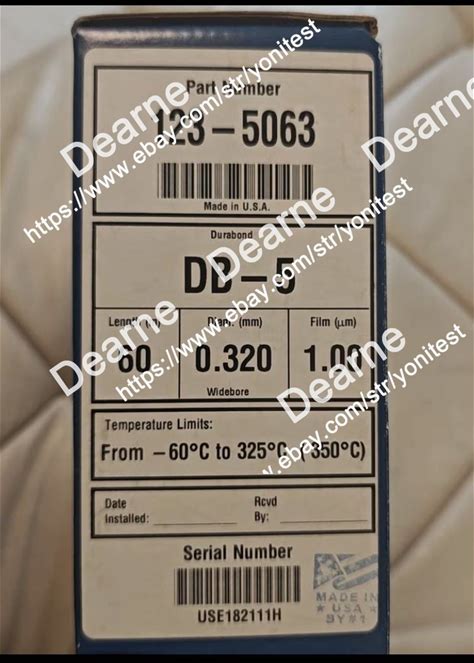 Part Number
123-5063
Made in U.S.A.
Durabond
DB-5
Length (m) Diam. (mm) Film (µm)
60 0.320 1.00
Widebore
Temperature Limits:
From -60°C to 325°C (350°C)
Date Installed: Rcvd By:
Serial Number
USE182111H
MADE IN
USA
BY#1
Dearne
https://www.ebay.com/str/yonitest
Dearne
https://www.ebay.com/str/yonitest
Dearne
https://www.ebay.com/str/yonitest
Dearne
https://www.ebay.com/str/yonitest